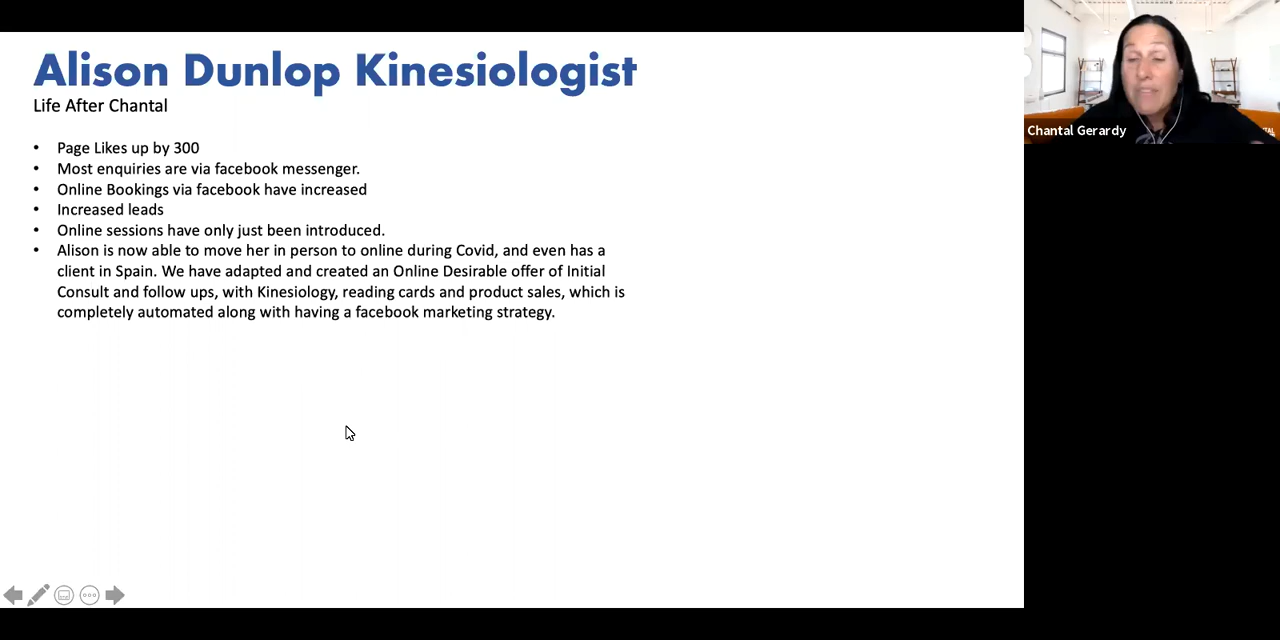 Alison Dunlop Kinesiologist
Life After Chantal
• Page Likes up by 300
• Most enquiries are via facebook messenger.
• Online Bookings via facebook have increased
• Increased leads
• Online sessions have only just been introduced.
• Alison is now able to move her in person to online during Covid, and even has a
client in Spain. We have adapted and created an Online Desirable offer of Initial
Consult and follow ups, with Kinesiology, reading cards and product sales, which is
completely automated along with having a facebook marketing strategy.
Chantal Gerardy